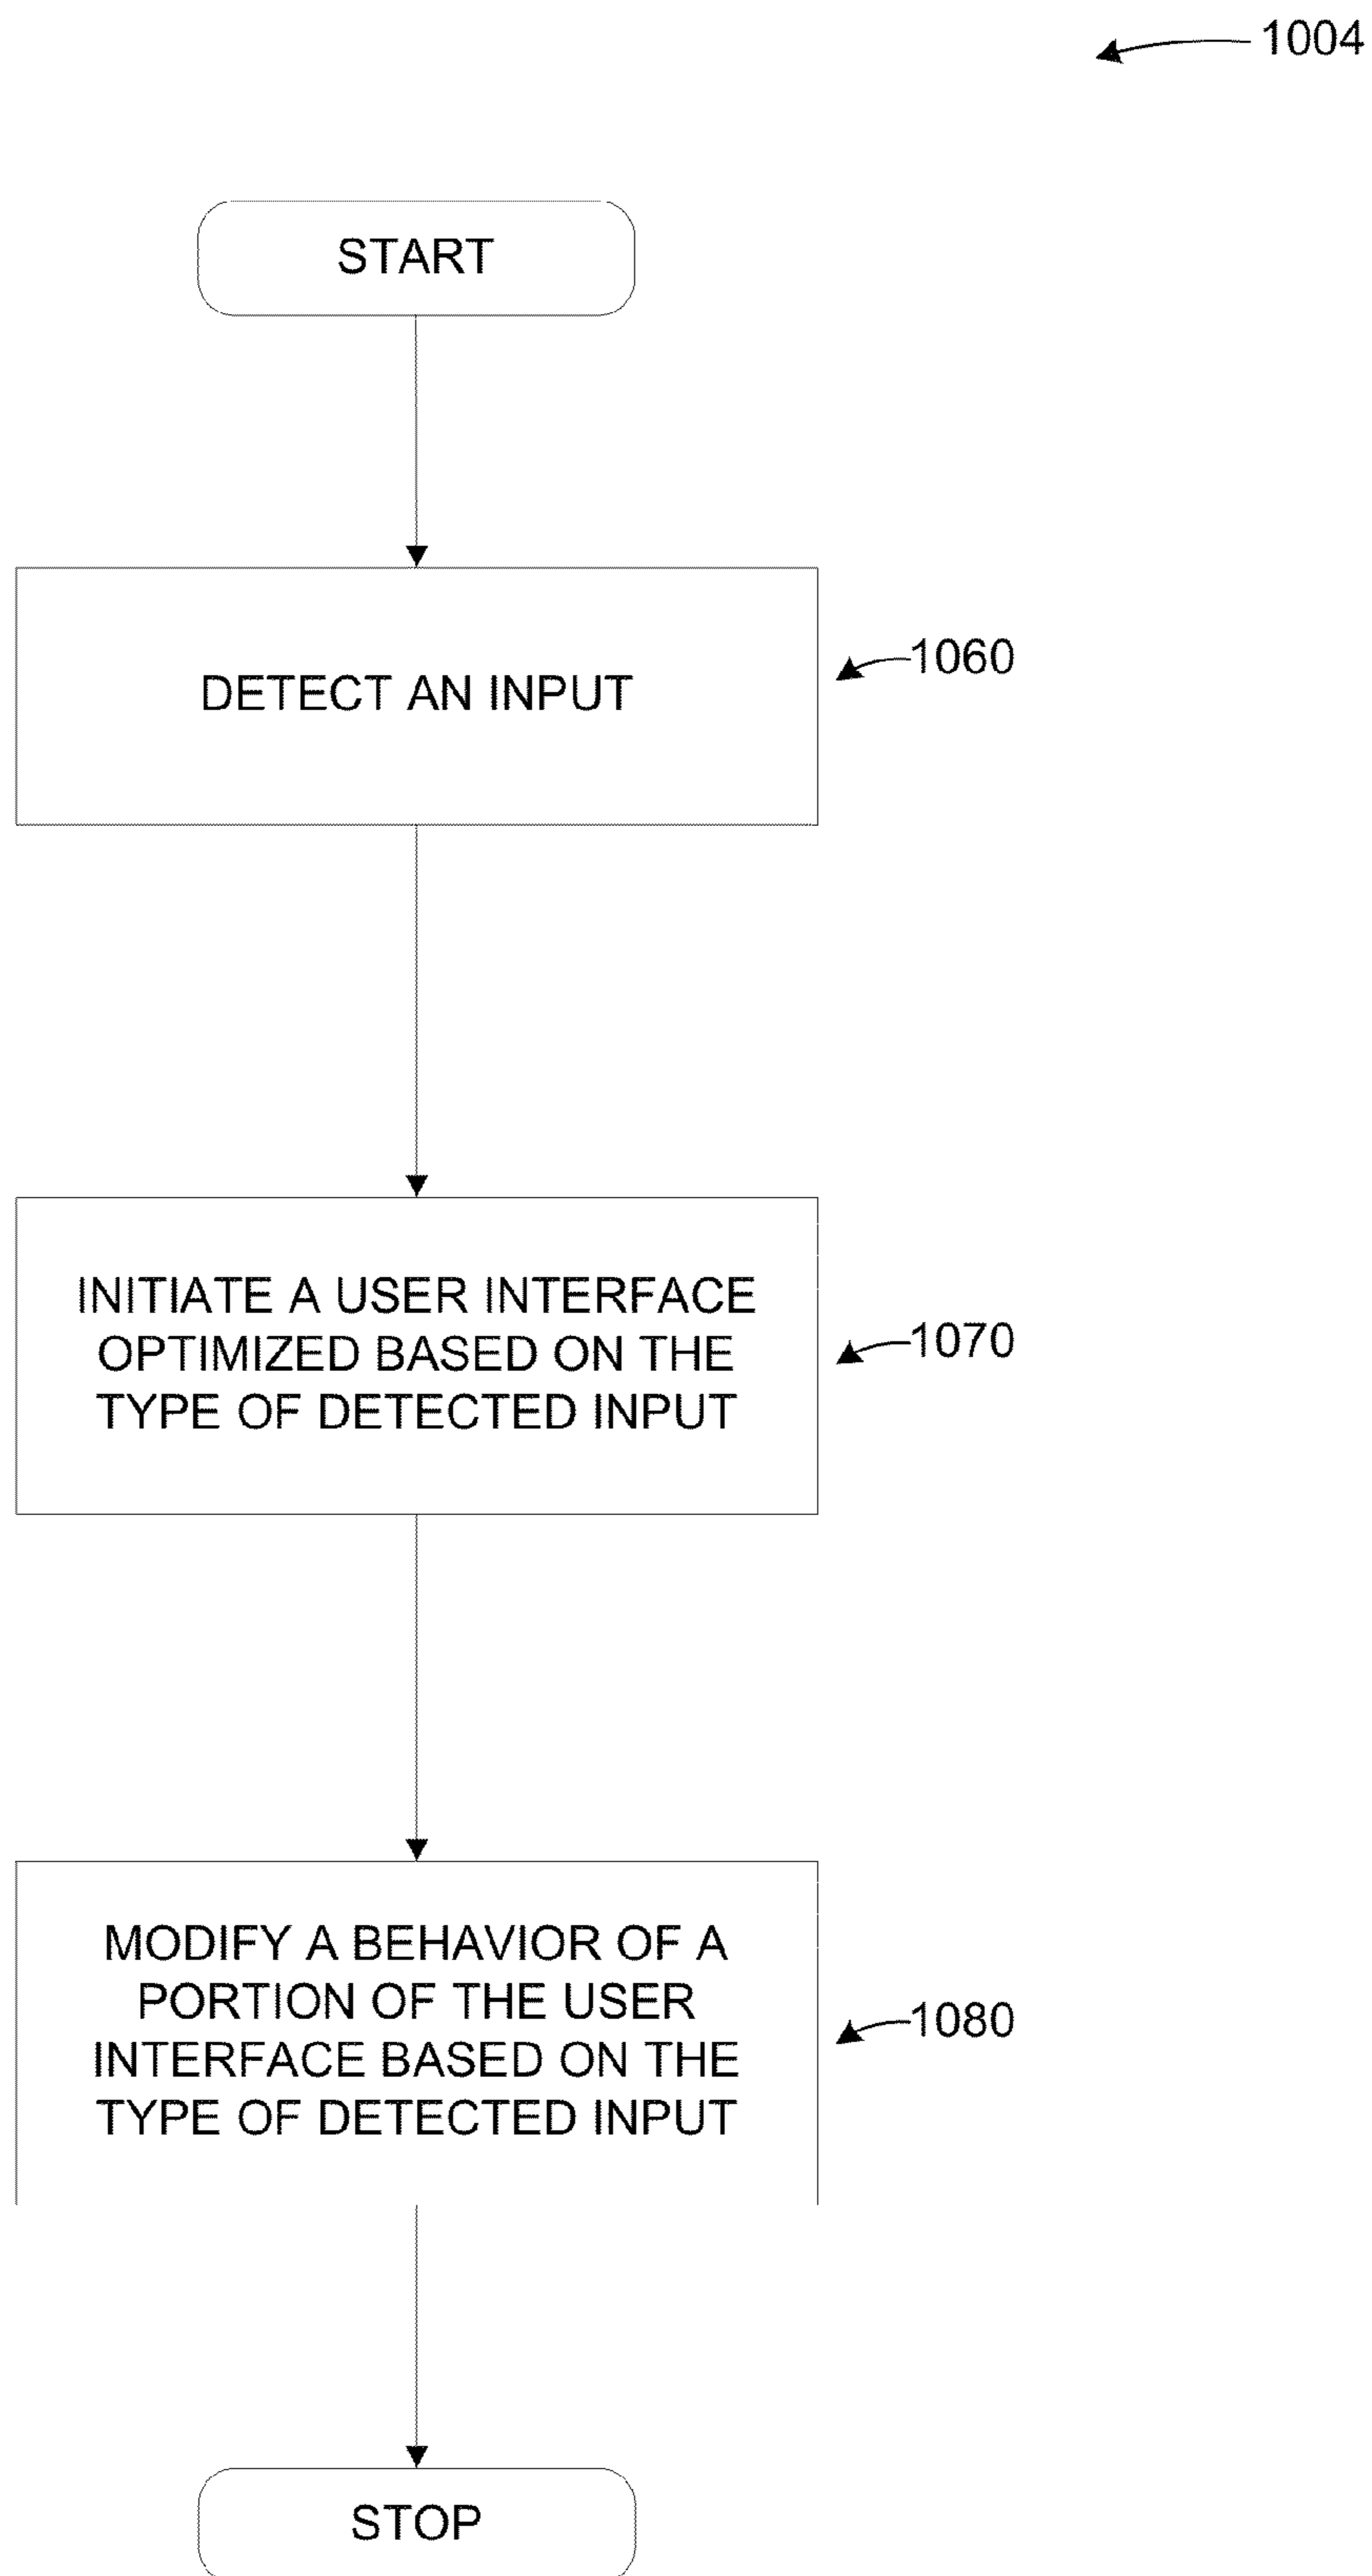 1004
START
DETECT AN INPUT
1060
INITIATE A USER INTERFACE
OPTIMIZED BASED ON THE
TYPE OF DETECTED INPUT
1070
MODIFY A BEHAVIOR OF A
PORTION OF THE USER
INTERFACE BASED ON THE
TYPE OF DETECTED INPUT
1080
STOP